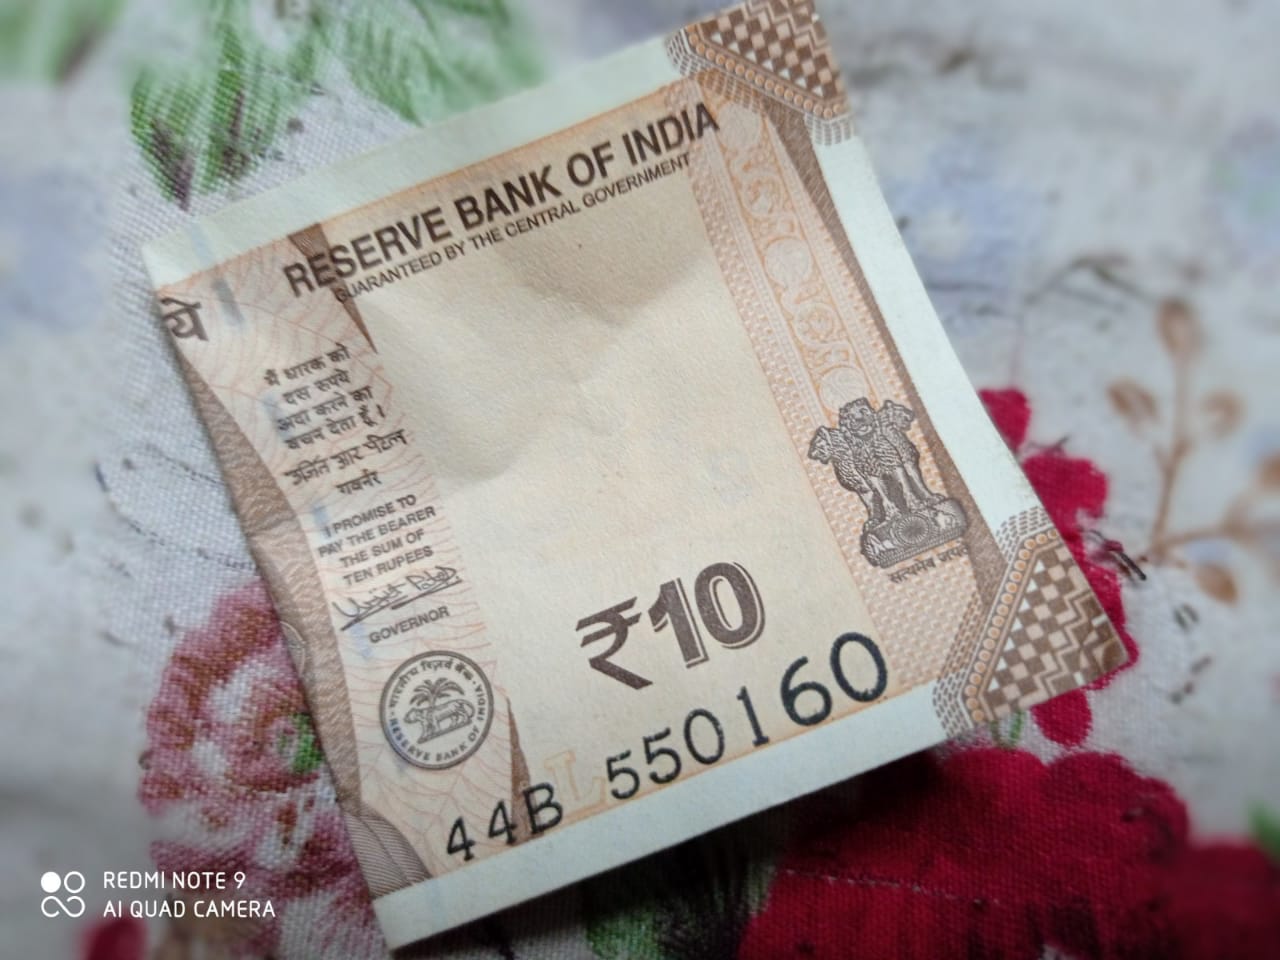 RESERVE BANK OF INDIA
GUARANTEED BY THE CENTRAL GOVERNMENT
ये
मैं धारक को
दस रुपये
अदा करने का
वचन देता हूँ।
उर्जित आर पटेल
गवर्नर
I PROMISE TO
PAY THE BEARER
THE SUM OF
TEN RUPEES
GOVERNOR
भारतीय रिज़र्व बैंक
RESERVE BANK OF INDIA
सत्यमेव जयते
₹10
L
44B 550160
REDMI NOTE 9
AI QUAD CAMERA